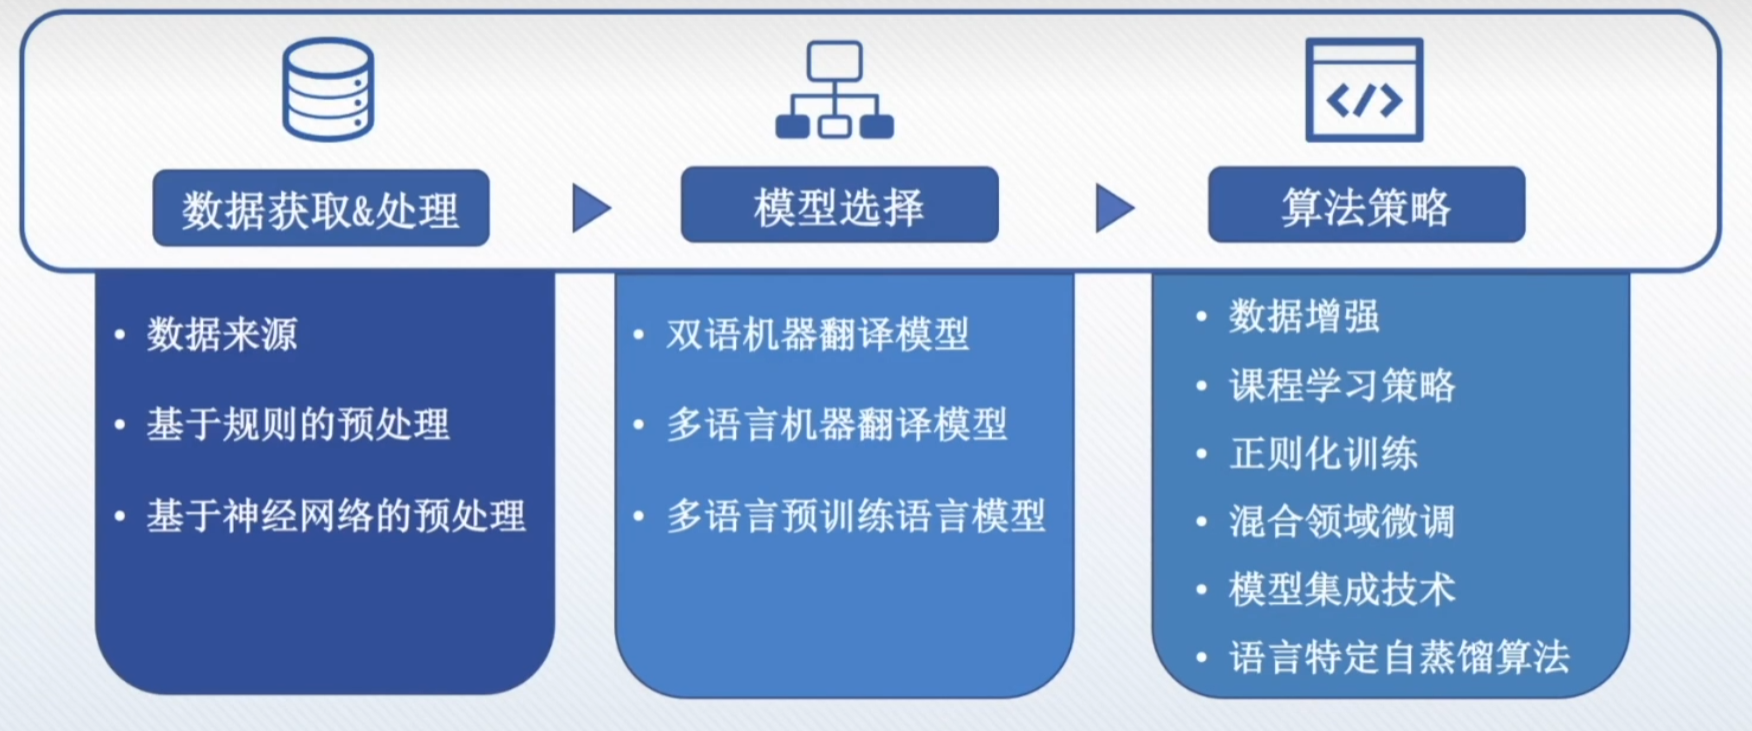 数据获取&处理
模型选择
算法策略
• 数据来源
• 基于规则的预处理
• 基于神经网络的预处理
• 双语机器翻译模型
• 多语言机器翻译模型
• 多语言预训练语言模型
• 数据增强
• 课程学习策略
• 正则化训练
• 混合领域微调
• 模型集成技术
• 语言特定自蒸馏算法